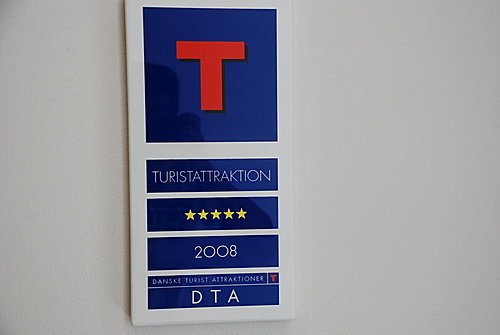 T
TURISTATTRAKTION
★★★★★
2008
DANSKE TURIST ATTRAKTIONER T
DTA